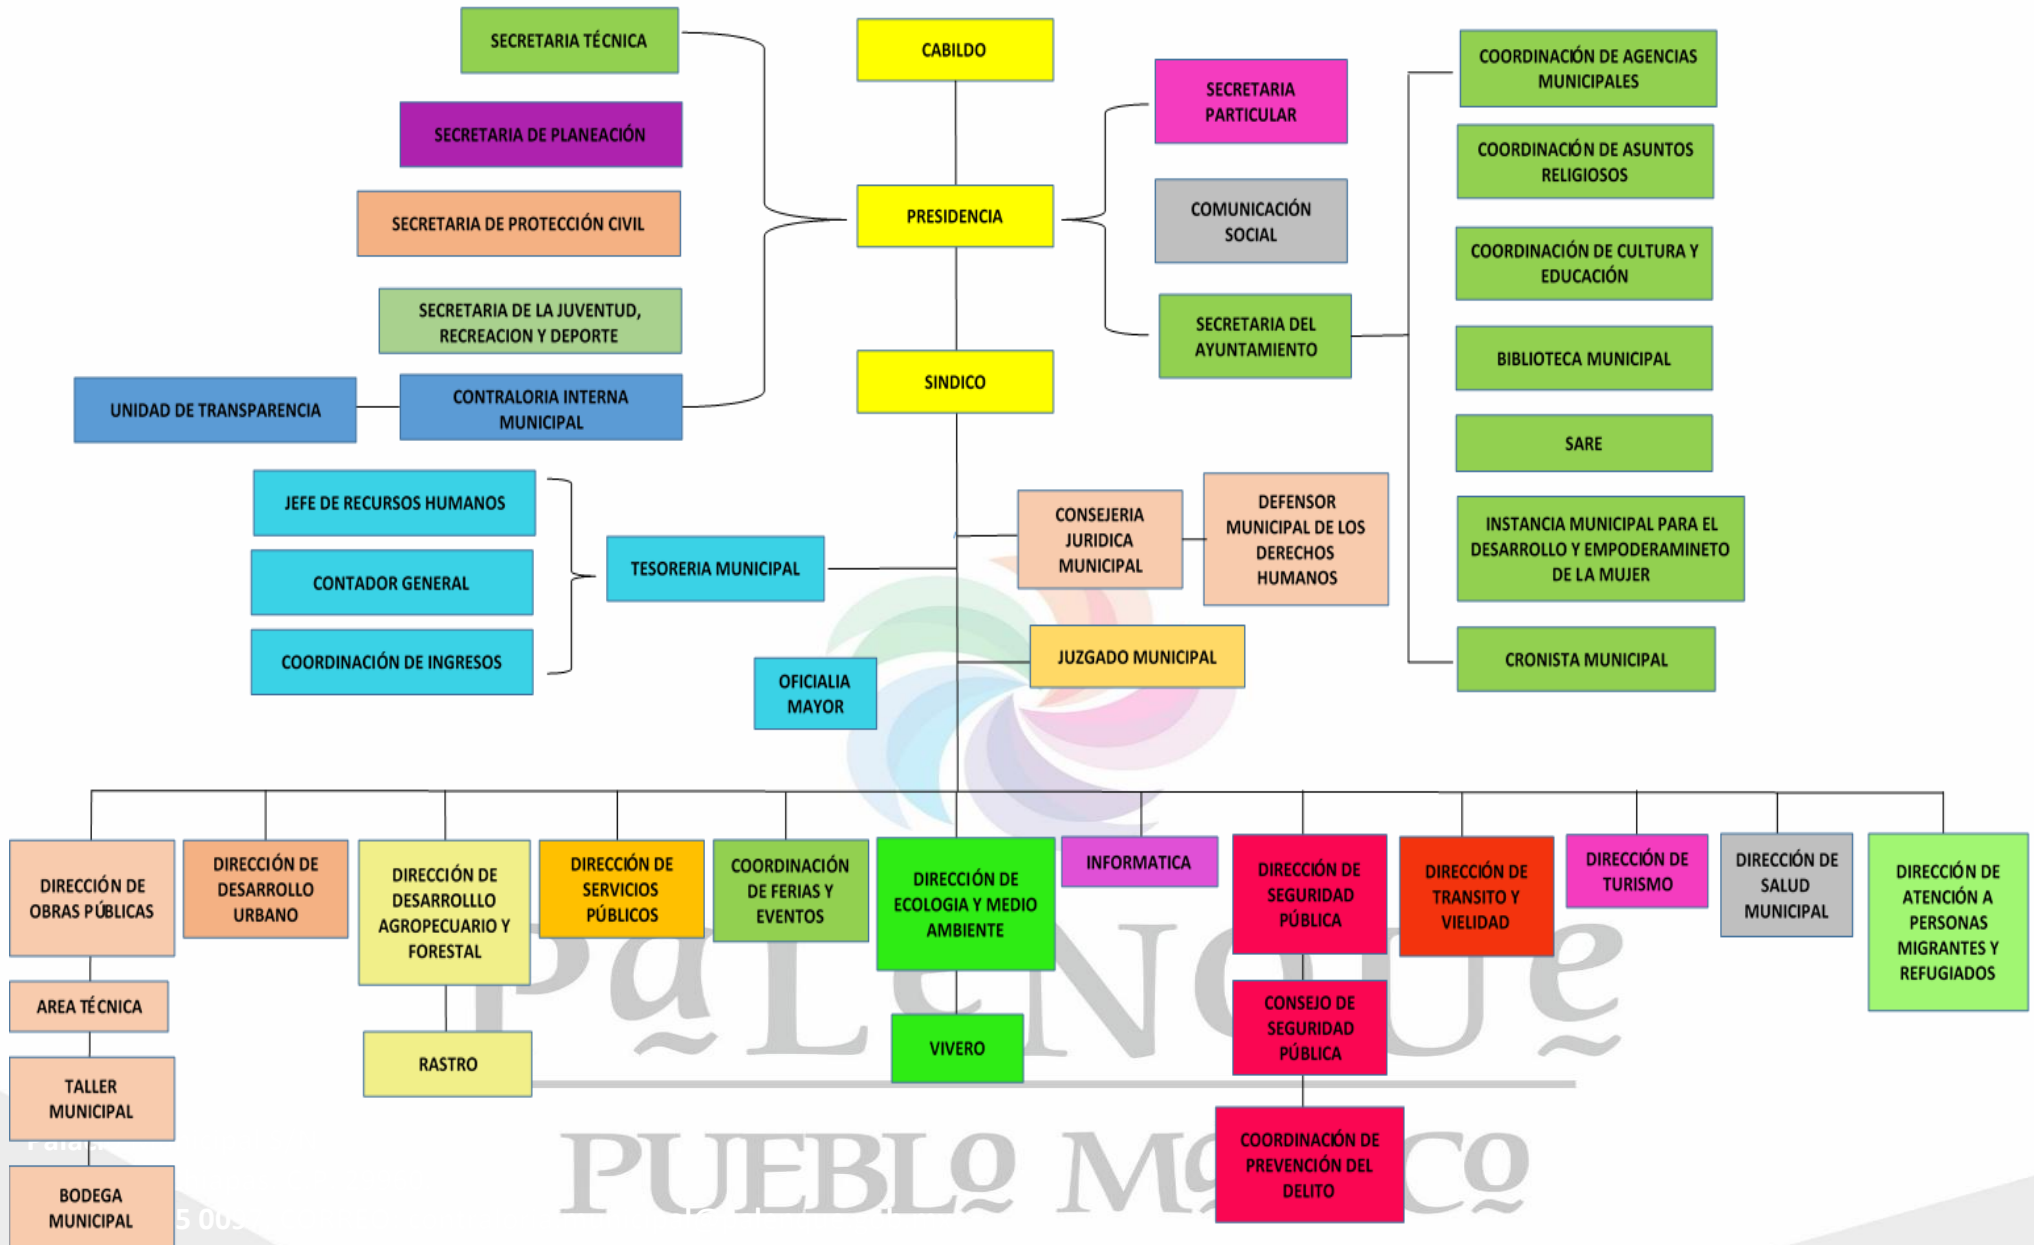 SECRETARIA TÉCNICA
CABILDO
SECRETARIA
PARTICULAR
COORDINACIÓN DE AGENCIAS
MUNICIPALES
SECRETARIA DE PLANEACIÓN
COORDINACIÓN DE ASUNTOS
RELIGIOSOS
SECRETARIA DE PROTECCIÓN CIVIL
PRESIDENCIA
COMUNICACIÓN
SOCIAL
COORDINACIÓN DE CULTURA Y
EDUCACIÓN
SECRETARIA DE LA JUVENTUD,
RECREACION Y DEPORTE
SECRETARIA DEL
AYUNTAMIENTO
BIBLIOTECA MUNICIPAL
UNIDAD DE TRANSPARENCIA
CONTRALORIA INTERNA
MUNICIPAL
SINDICO
SARE
JEFE DE RECURSOS HUMANOS
CONTADOR GENERAL
COORDINACIÓN DE INGRESOS
TESORERIA MUNICIPAL
CONSEJERIA
JURIDICA
MUNICIPAL
DEFENSOR
MUNICIPAL DE LOS
DERECHOS
HUMANOS
INSTANCIA MUNICIPAL PARA EL
DESARROLLO Y EMPODERAMINETO
DE LA MUJER
OFICIALIA
MAYOR
JUZGADO MUNICIPAL
CRONISTA MUNICIPAL
DIRECCIÓN DE
OBRAS PÚBLICAS
DIRECCIÓN DE
DESARROLLO
URBANO
DIRECCIÓN DE
DESARROLLLO
AGROPECUARIO Y
FORESTAL
DIRECCIÓN DE
SERVICIOS
PÚBLICOS
COORDINACIÓN
DE FERIAS Y
EVENTOS
DIRECCIÓN DE
ECOLOGIA Y MEDIO
AMBIENTE
INFORMATICA
DIRECCIÓN DE
SEGURIDAD
PÚBLICA
DIRECCIÓN DE
TRANSITO Y
VIELIDAD
DIRECCIÓN DE
TURISMO
DIRECCIÓN DE
SALUD
MUNICIPAL
DIRECCIÓN DE
ATENCIÓN A
PERSONAS
MIGRANTES Y
REFUGIADOS
AREA TÉCNICA
TALLER
MUNICIPAL
BODEGA
MUNICIPAL
RASTRO
VIVERO
CONSEJO DE
SEGURIDAD
PÚBLICA
COORDINACIÓN DE
PREVENCIÓN DEL
DELITO
PaLeNQUe
PUEBLO